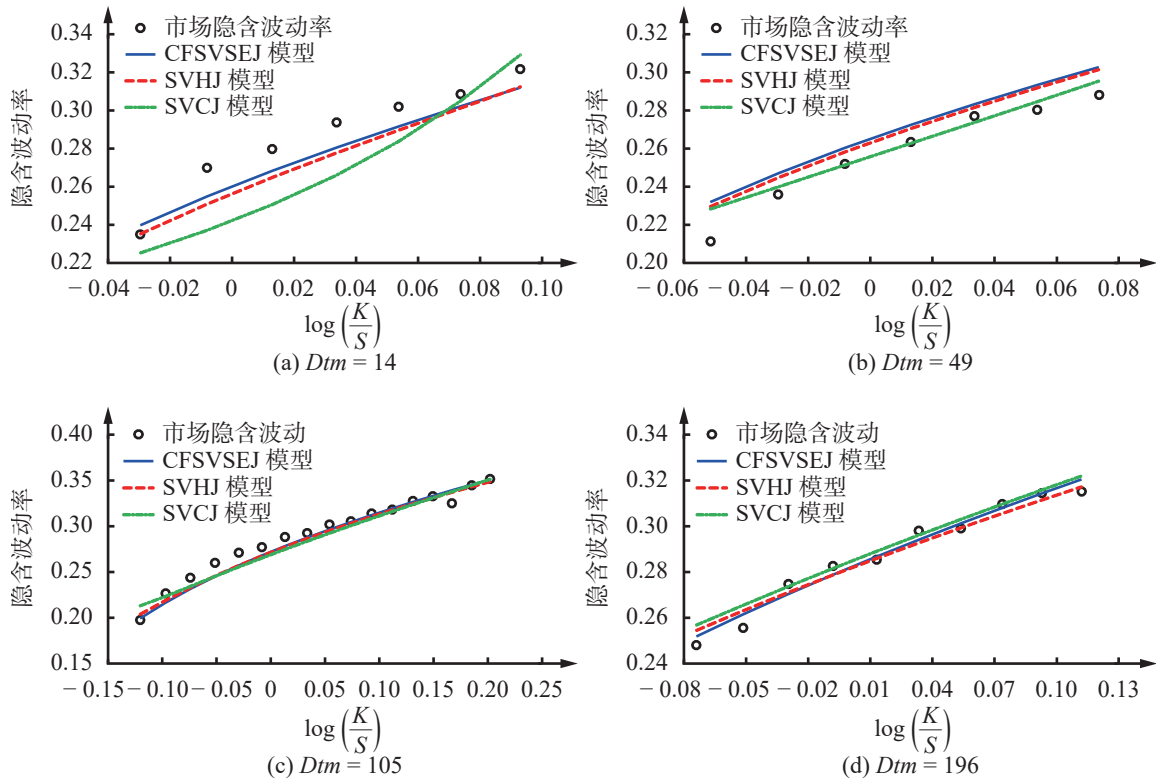 0.34
0.32
0.30
0.28
0.26
0.24
0.22
隐含波动率
市场隐含波动率
CFSVSEJ 模型
SVHJ 模型
SVCJ 模型
−0.04 −0.02 0 0.02 0.04 0.06 0.08 0.10
log(K/S)
(a) Dtm = 14
0.35
0.30
0.25
0.20
隐含波动率
市场隐含波动率
CFSVSEJ 模型
SVHJ 模型
SVCJ 模型
−0.06 −0.04 −0.02 0 0.02 0.04 0.06 0.08
log(K/S)
(b) Dtm = 49
0.40
0.35
0.30
0.25
0.20
0.15
隐含波动率
市场隐含波动
CFSVSEJ 模型
SVHJ 模型
SVCJ 模型
−0.15 −0.10 −0.05 0 0.05 0.10 0.15 0.20 0.25
log(K/S)
(c) Dtm = 105
0.34
0.32
0.30
0.28
0.26
0.24
隐含波动率
市场隐含波动
CFSVSEJ 模型
SVHJ 模型
SVCJ 模型
−0.08 −0.05 −0.02 0.01 0.04 0.07 0.10 0.13
log(K/S)
(d) Dtm = 196